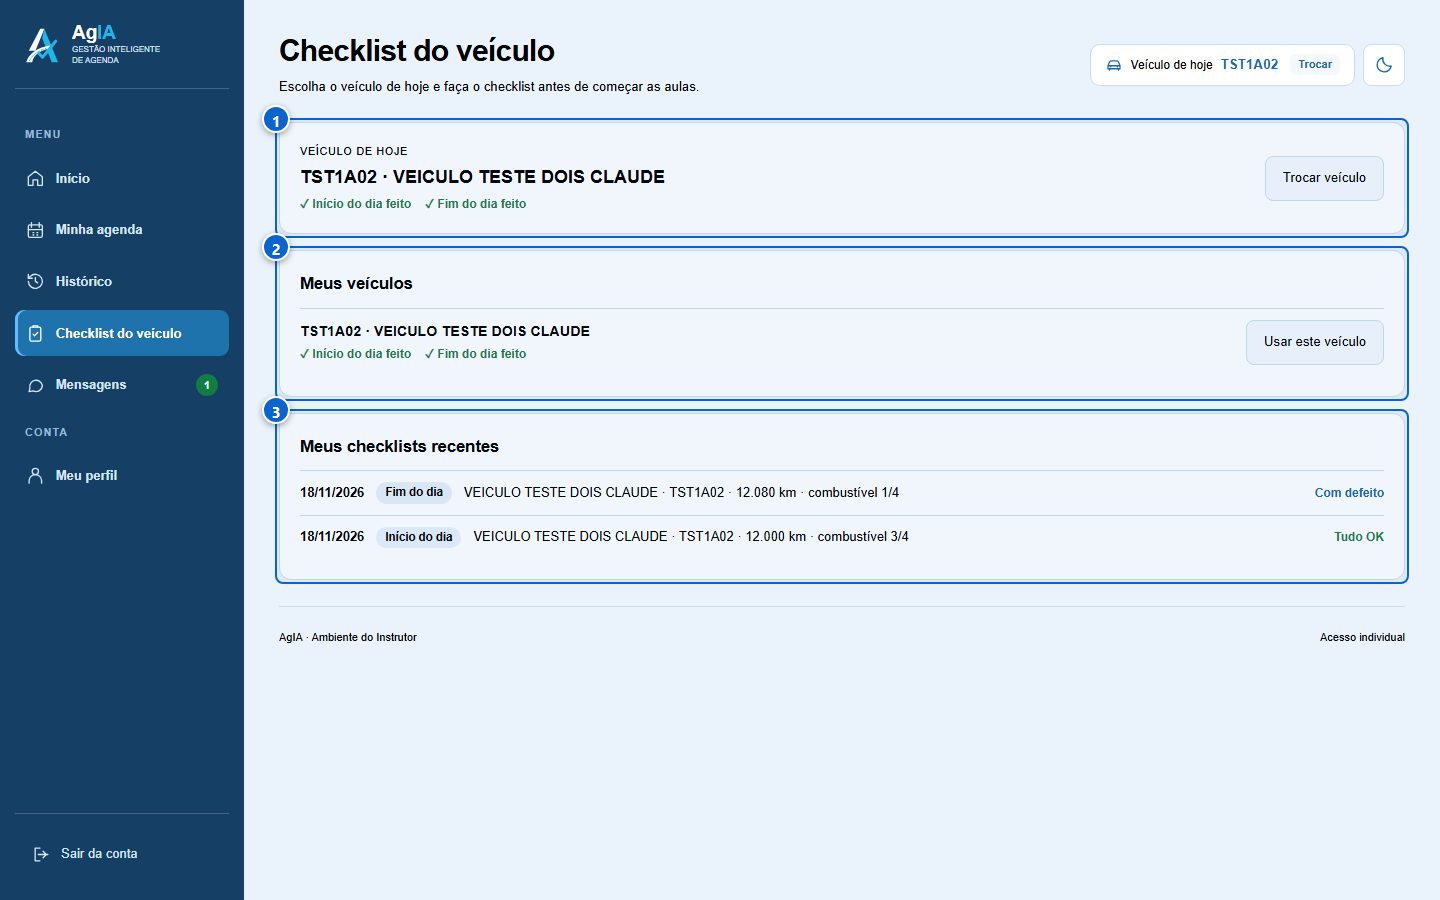 AgIA
GESTÃO INTELIGENTE
DE AGENDA
MENU
Início
Minha agenda
Histórico
Checklist do veículo
Mensagens 1
CONTA
Meu perfil
Sair da conta
Checklist do veículo
Escolha o veículo de hoje e faça o checklist antes de começar as aulas.
Veículo de hoje TST1A02 Trocar
1
VEÍCULO DE HOJE
TST1A02 · VEICULO TESTE DOIS CLAUDE
✓ Início do dia feito ✓ Fim do dia feito
Trocar veículo
2
Meus veículos
TST1A02 · VEICULO TESTE DOIS CLAUDE
✓ Início do dia feito ✓ Fim do dia feito
Usar este veículo
3
Meus checklists recentes
18/11/2026 Fim do dia VEICULO TESTE DOIS CLAUDE · TST1A02 · 12.080 km · combustível 1/4 Com defeito
18/11/2026 Início do dia VEICULO TESTE DOIS CLAUDE · TST1A02 · 12.000 km · combustível 3/4 Tudo OK
AgIA · Ambiente do Instrutor
Acesso individual